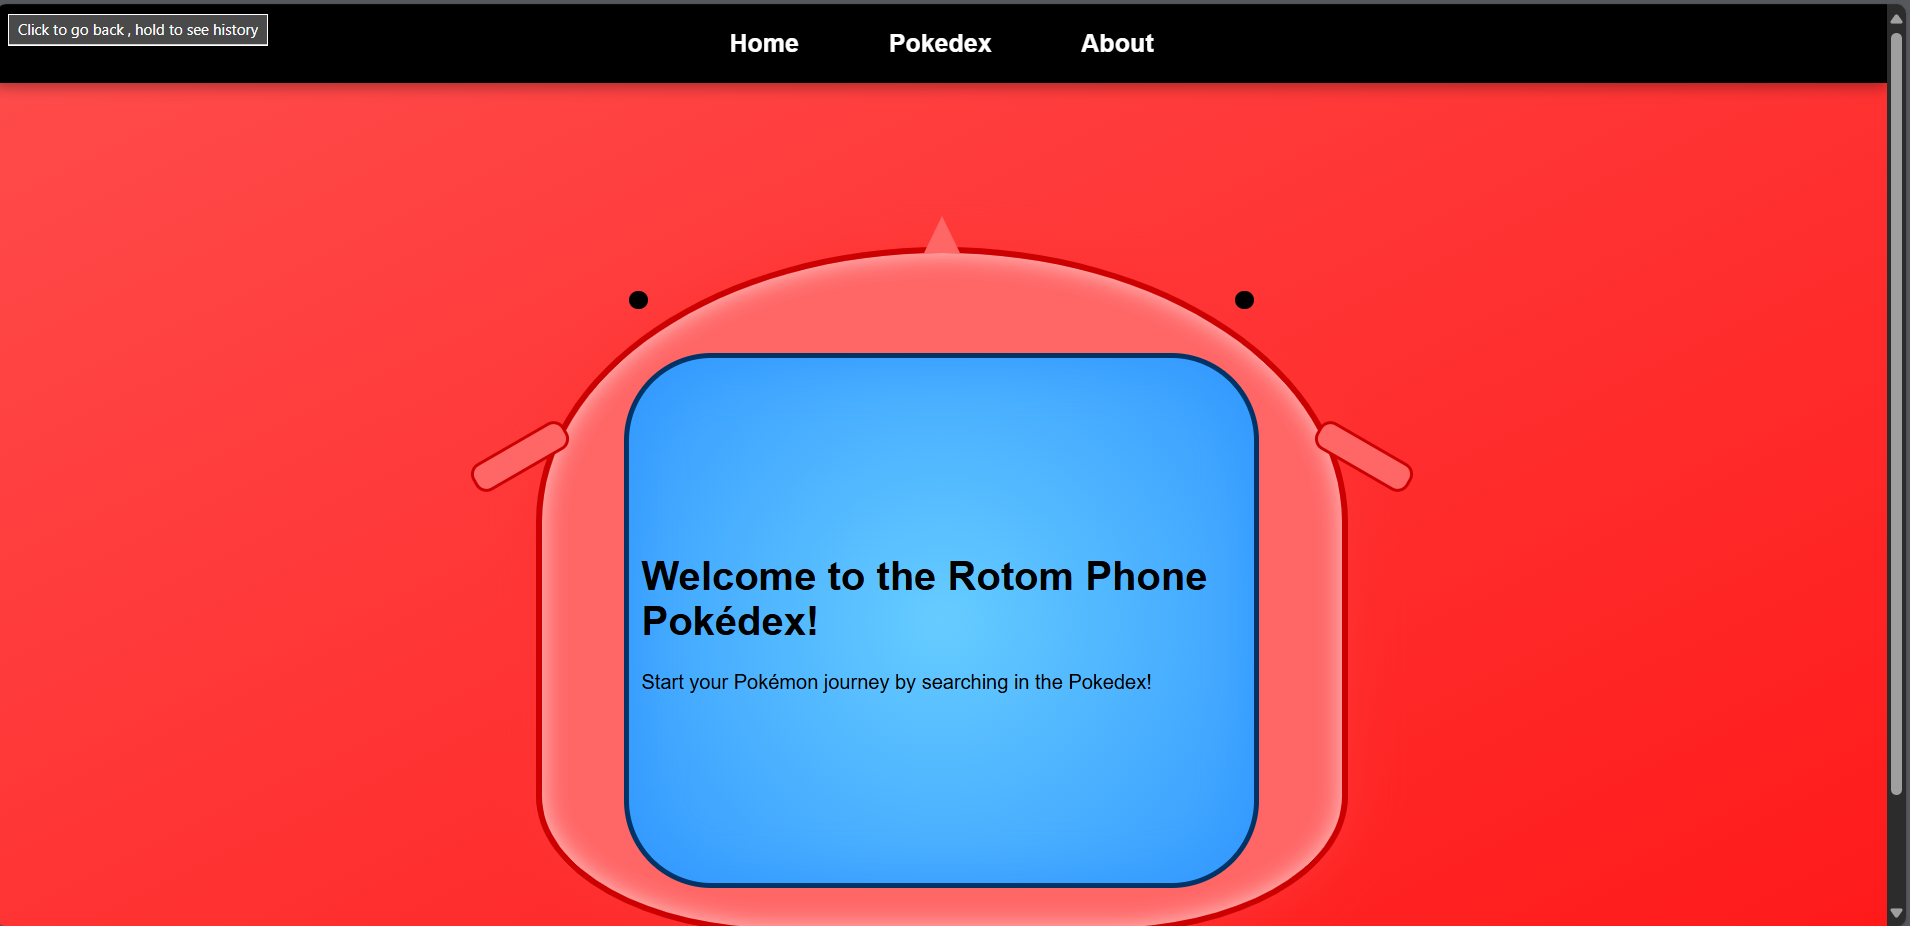 Click to go back , hold to see history
Home Pokedex About
Welcome to the Rotom Phone
Pokédex!
Start your Pokémon journey by searching in the Pokedex!